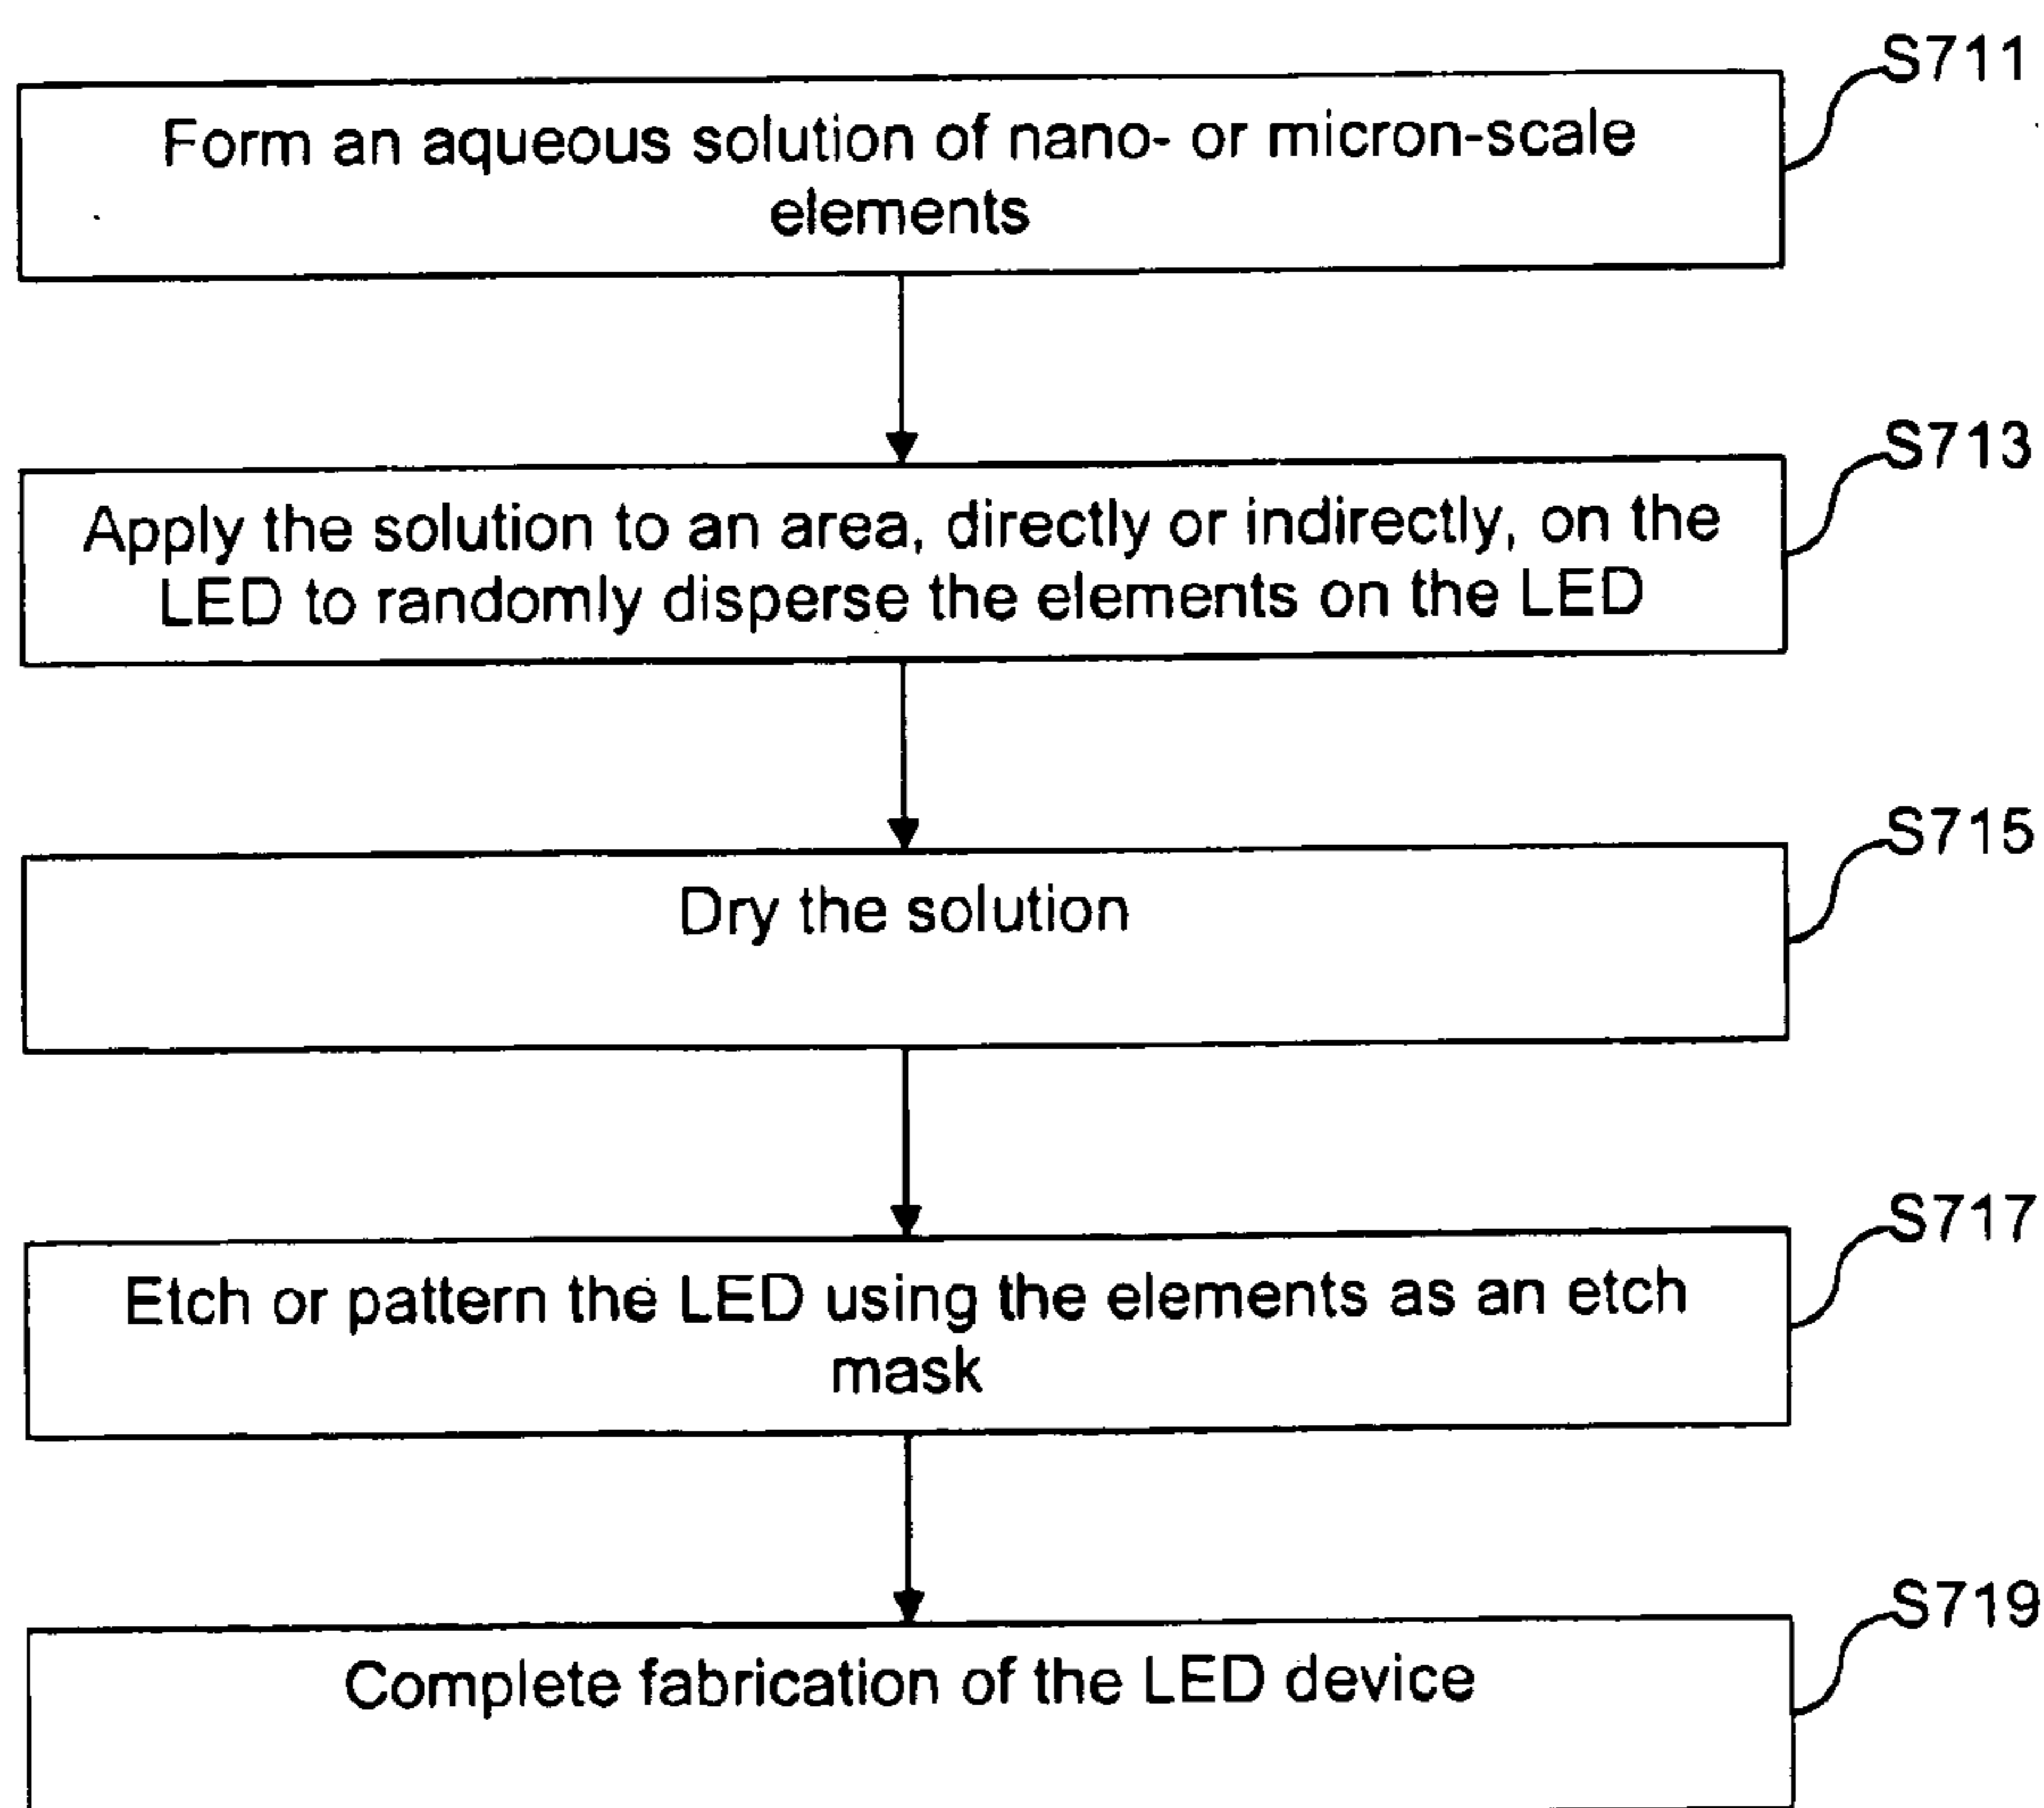 S711
Form an aqueous solution of nano- or micron-scale
elements
S713
Apply the solution to an area, directly or indirectly, on the
LED to randomly disperse the elements on the LED
S715
Dry the solution
S717
Etch or pattern the LED using the elements as an etch
mask
S719
Complete fabrication of the LED device